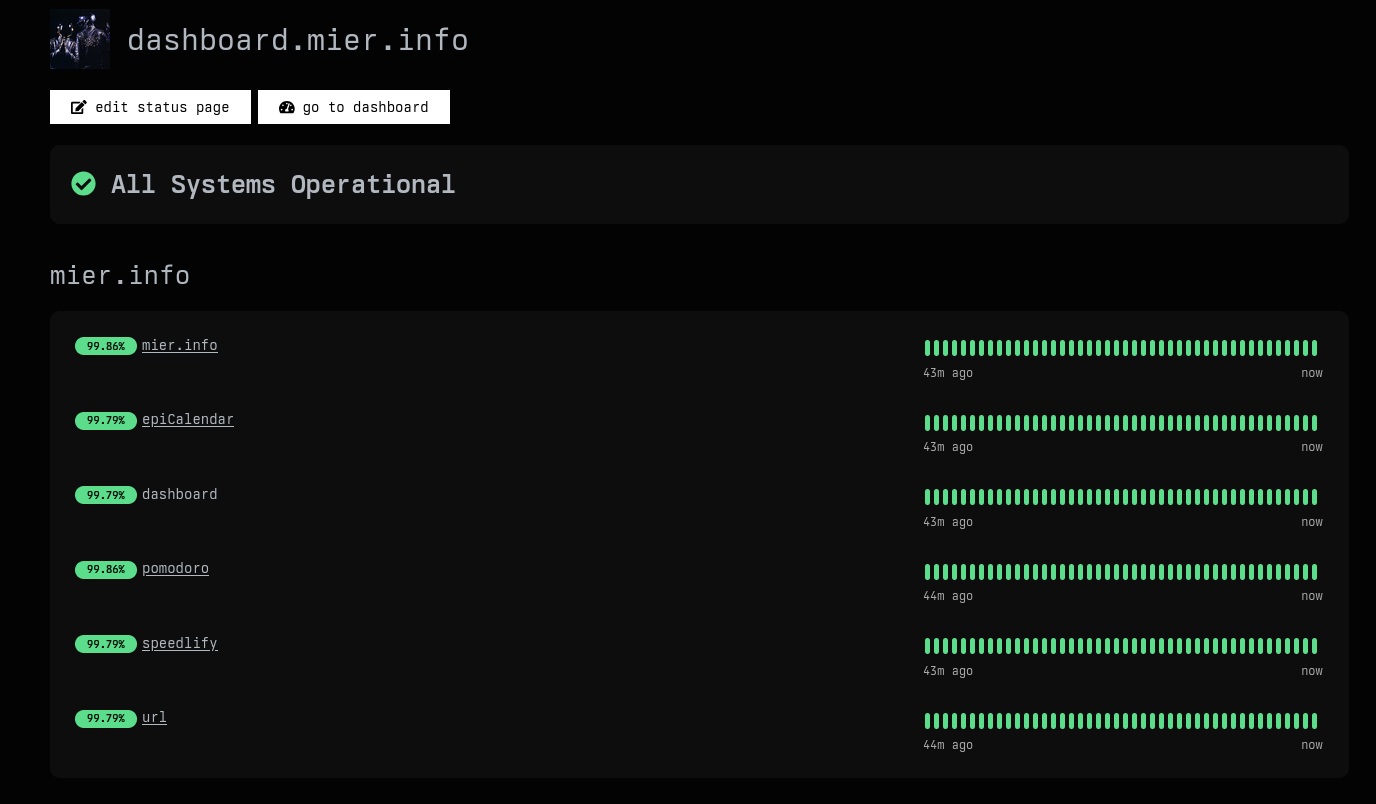 dashboard.mier.info
edit status page
go to dashboard
All Systems Operational
mier.info
99.86% mier.info
43m ago now
99.79% epiCalendar
43m ago now
99.79% dashboard
43m ago now
99.86% pomodoro
44m ago now
99.79% speedlify
43m ago now
99.79% url
44m ago now